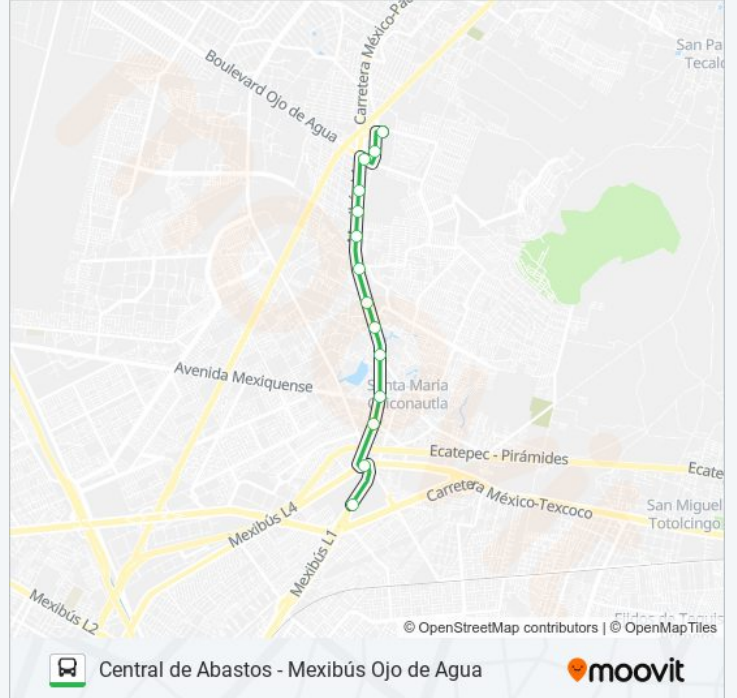 Carretera México-Pac
San Pa
Tecalc
Boulevard Ojo de Agua
Avenida Mexiquense
Santa María
Chiconautla
Ecatepec - Pirámides
Ecate
Carretera México-Texcoco
San Miguel
Totolcingo
Mexibús L4
Mexibús L1
Mexibús L2
© OpenStreetMap contributors | © OpenMapTiles
Central de Abastos - Mexibús Ojo de Agua
moovit